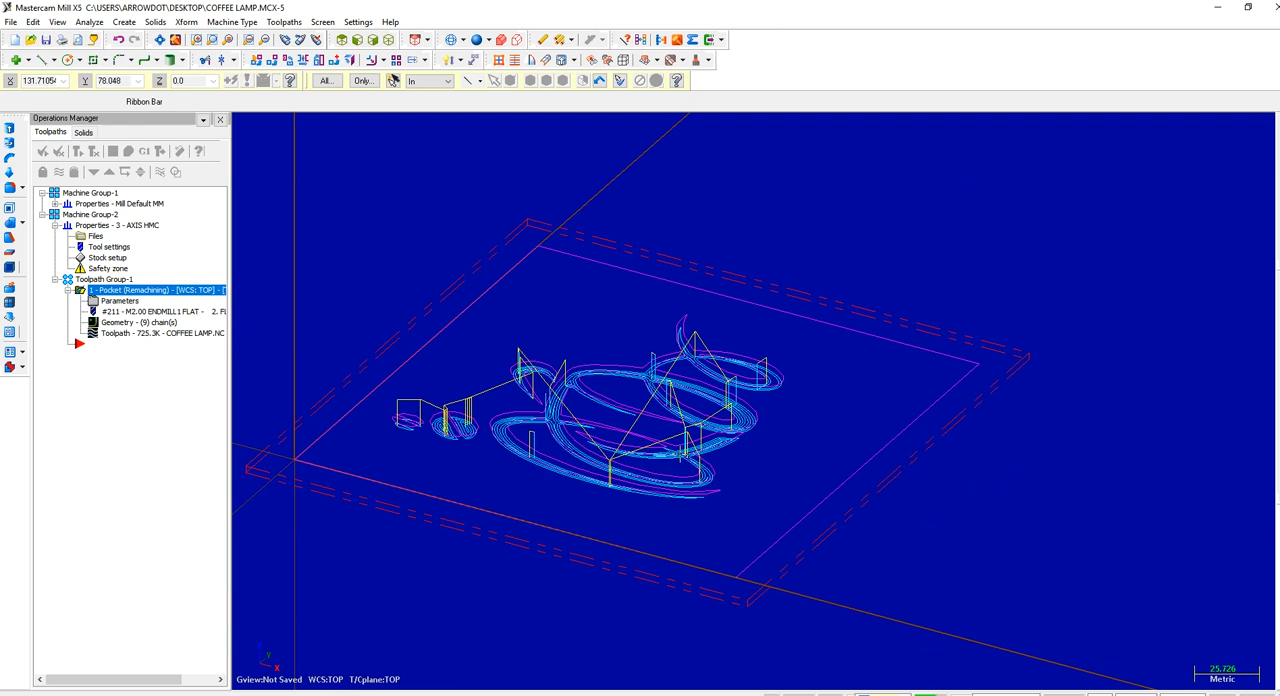 Mastercam Mill X5 C:\USERS\ARROWDOT\DESKTOP\COFFEE LAMP.MCX-5
File Edit View Analyze Create Solids Xform Machine Type Toolpaths Screen Settings Help
X 131.7105 Y 78.048 Z 0.0 All... Only... In
Ribbon Bar
Operations Manager
Toolpaths Solids
G1
Machine Group-1
Properties - Mill Default MM
Machine Group-2
Properties - 3 - AXIS HMC
Files
Tool settings
Stock setup
Safety zone
Toolpath Group-1
1 - Pocket (Remachining) - [WCS: TOP] - [
Parameters
#211 - M2.00 ENDMILL1 FLAT - 2. FL
Geometry - (9) chain(s)
Toolpath - 725.3K - COFFEE LAMP.NC
Y
X
Gview:Not Saved WCS:TOP T/Cplane:TOP
25.726
Metric